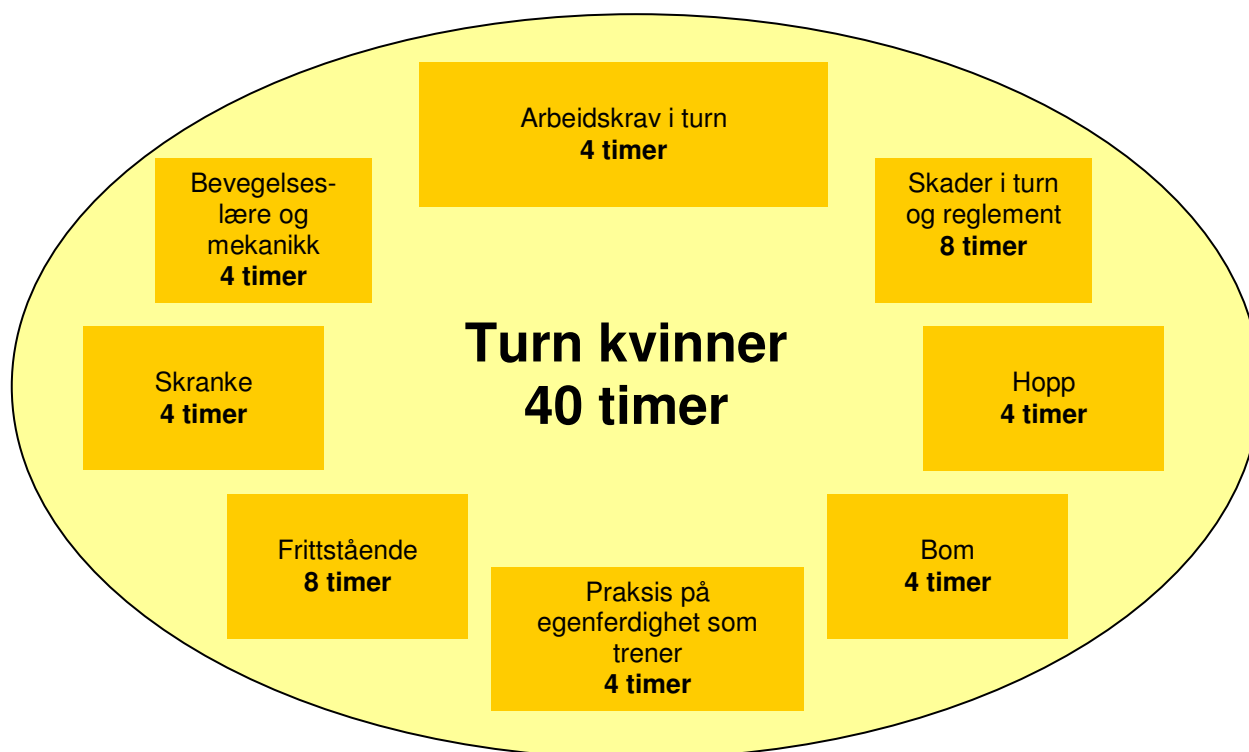 Arbeidskrav i turn
4 timer
Bevegelses-
lære og
mekanikk
4 timer
Skader i turn
og reglement
8 timer
Turn kvinner
40 timer
Skranke
4 timer
Hopp
4 timer
Frittstående
8 timer
Bom
4 timer
Praksis på
egenferdighet som
trener
4 timer